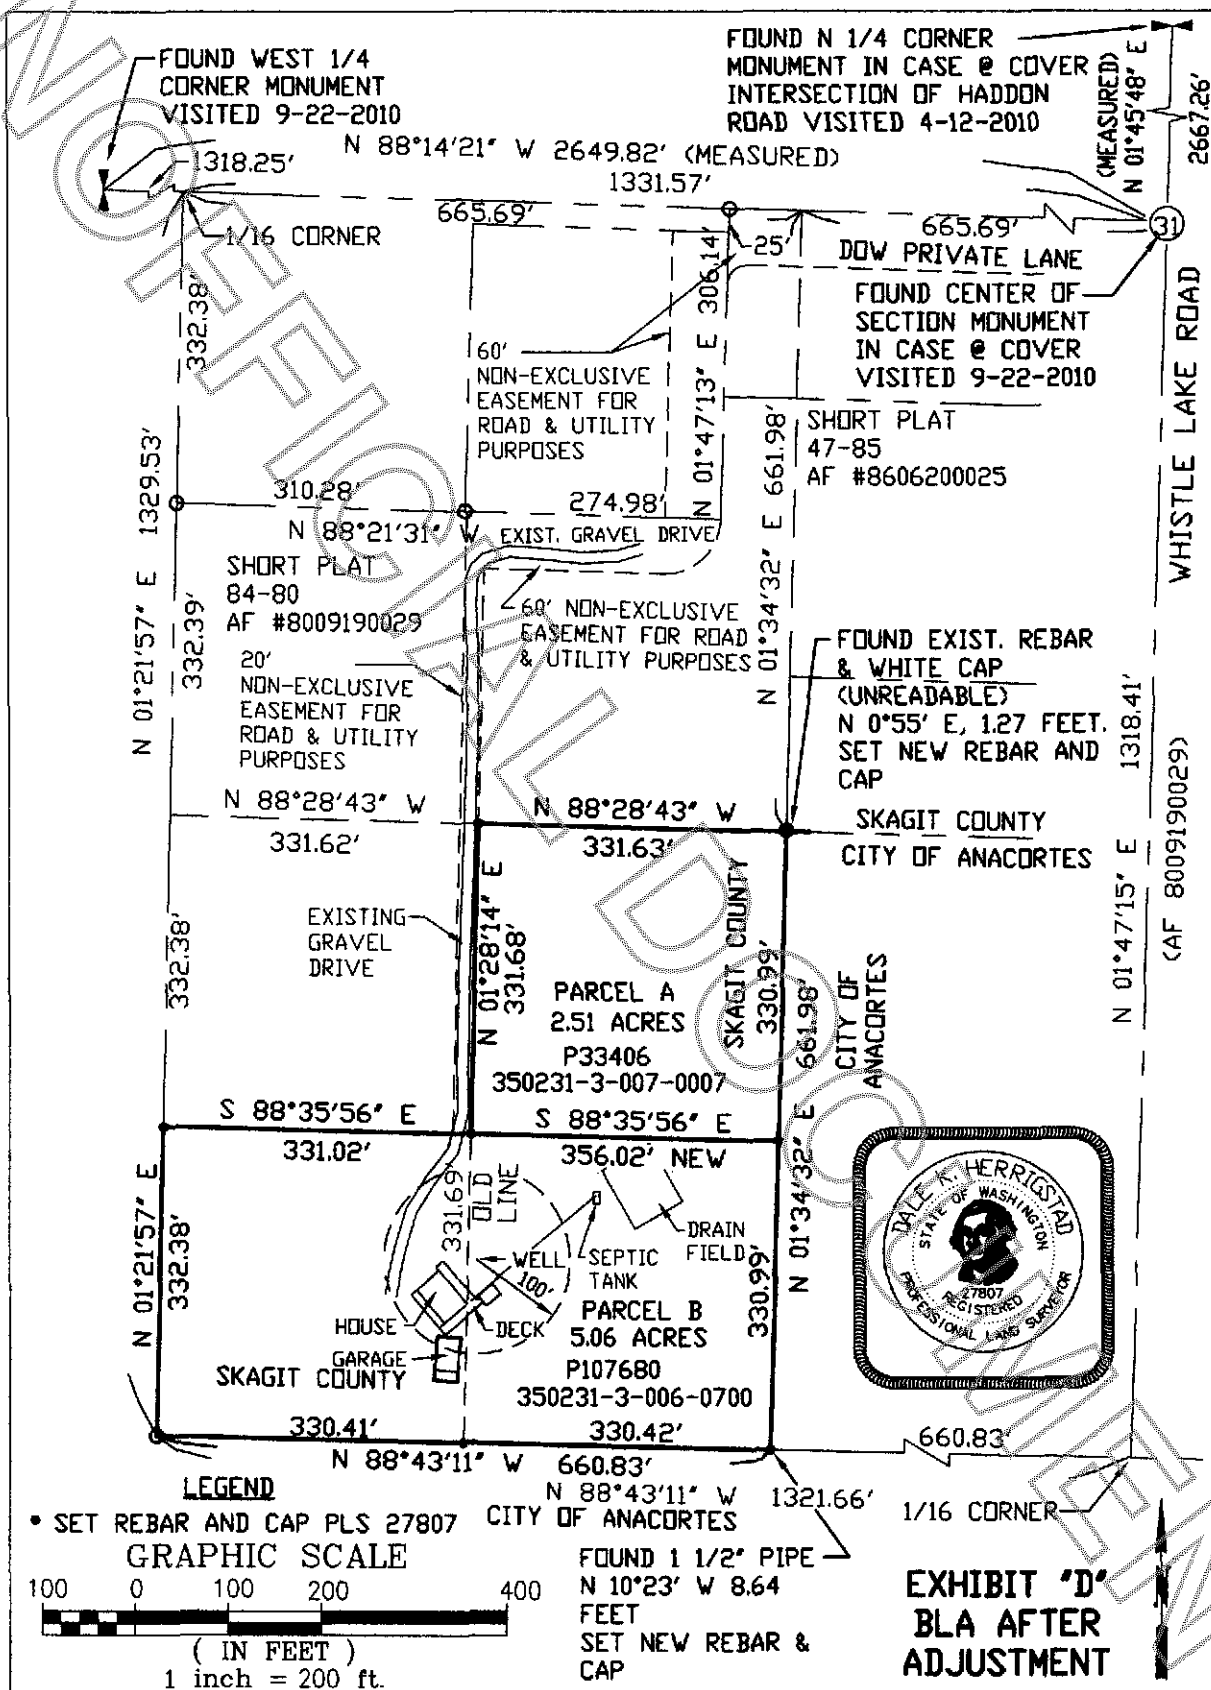 FOUND WEST 1/4
CORNER MONUMENT
VISITED 9-22-2010
FOUND N 1/4 CORNER
MONUMENT IN CASE @ COVER
INTERSECTION OF HADDON
ROAD VISITED 4-12-2010
(MEASURED)
N 01°45'48" E
2667.26'
N 88°14'21" W 2649.82' (MEASURED)
1318.25'
1331.57'
665.69'
665.69'
1/16 CORNER
25'
31
DOW PRIVATE LANE
FOUND CENTER OF
SECTION MONUMENT
IN CASE @ COVER
VISITED 9-22-2010
WHISTLE LAKE ROAD
332.38'
60'
NON-EXCLUSIVE
EASEMENT FOR
ROAD & UTILITY
PURPOSES
N 01°47'13" E 306.14'
SHORT PLAT
47-85
AF #8606200025
N 01°34'32" E 661.98'
N 01°21'57" E 1329.53'
310.28'
274.98'
N 88°21'31" W
EXIST. GRAVEL DRIVE
SHORT PLAT
84-80
AF #8009190029
332.39'
60' NON-EXCLUSIVE
EASEMENT FOR ROAD
& UTILITY PURPOSES
20'
NON-EXCLUSIVE
EASEMENT FOR
ROAD & UTILITY
PURPOSES
FOUND EXIST. REBAR
& WHITE CAP
(UNREADABLE)
N 0°55' E, 1.27 FEET.
SET NEW REBAR AND
CAP
N 01°47'15" E 1318.41'
(AF 8009190029)
N 88°28'43" W
331.62'
N 88°28'43" W
331.63'
SKAGIT COUNTY
CITY OF ANACORTES
EXISTING
GRAVEL
DRIVE
332.38'
N 01°28'14" E
331.68'
SKAGIT COUNTY
330.99'
661.98'
CITY OF
ANACORTES
PARCEL A
2.51 ACRES
P33406
350231-3-007-0007
S 88°35'56" E
331.02'
S 88°35'56" E
356.02' NEW
N 01°34'32" E
N 01°21'57" E
332.38'
331.69'
OLD
LINE
DRAIN
FIELD
WELL
SEPTIC
TANK
100'
HOUSE
DECK
GARAGE
PARCEL B
5.06 ACRES
P107680
350231-3-006-0700
330.99'
SKAGIT COUNTY
DALE K. HERRIGSTAD
STATE OF WASHINGTON
27807
REGISTERED
PROFESSIONAL LAND SURVEYOR
330.41'
330.42'
N 88°43'11" W 660.83'
660.83'
N 88°43'11" W 1321.66'
CITY OF ANACORTES
1/16 CORNER
LEGEND
• SET REBAR AND CAP PLS 27807
GRAPHIC SCALE
100 0 100 200 400
( IN FEET )
1 inch = 200 ft.
FOUND 1 1/2" PIPE
N 10°23' W 8.64
FEET
SET NEW REBAR &
CAP
EXHIBIT "D"
BLA AFTER
ADJUSTMENT
N
UNOFFICIAL DOCUMENT